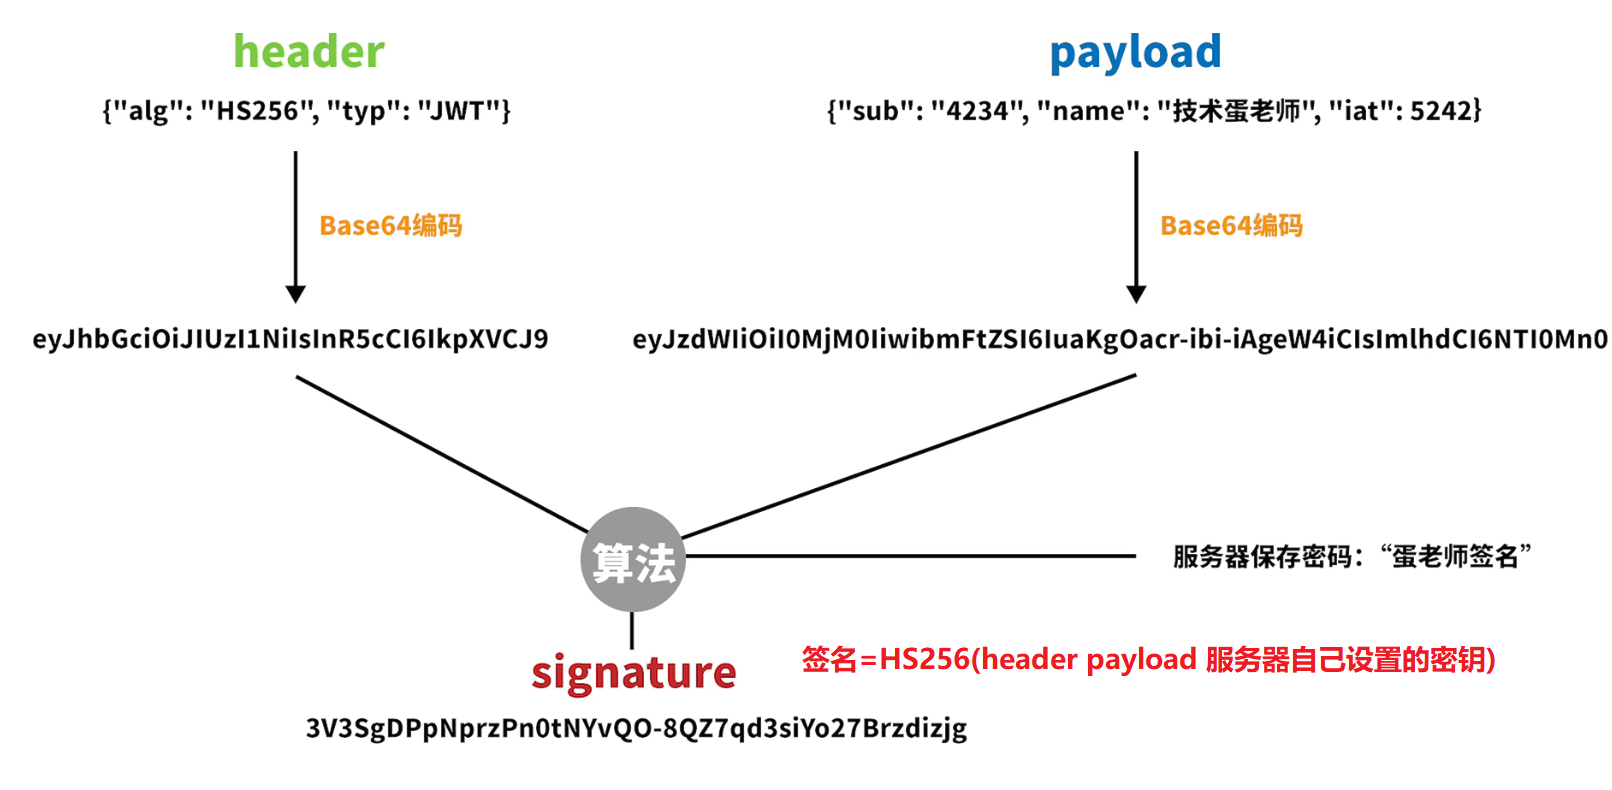 header
payload
{"alg": "HS256", "typ": "JWT"}
{"sub": "4234", "name": "技术蛋老师", "iat": 5242}
Base64编码
Base64编码
eyJhbGciOiJIUzI1NiIsInR5cCI6IkpXVCJ9
eyJzdWIiOiI0MjM0IiwibmFtZSI6IuaKgOacr-ibi-iAgeW4iCIsImlhdCI6NTI0Mn0
算法
服务器保存密码：“蛋老师签名”
signature
签名=HS256(header payload 服务器自己设置的密钥)
3V3SgDPpNprzPn0tNYvQO-8QZ7qd3siYo27Brzdizjg